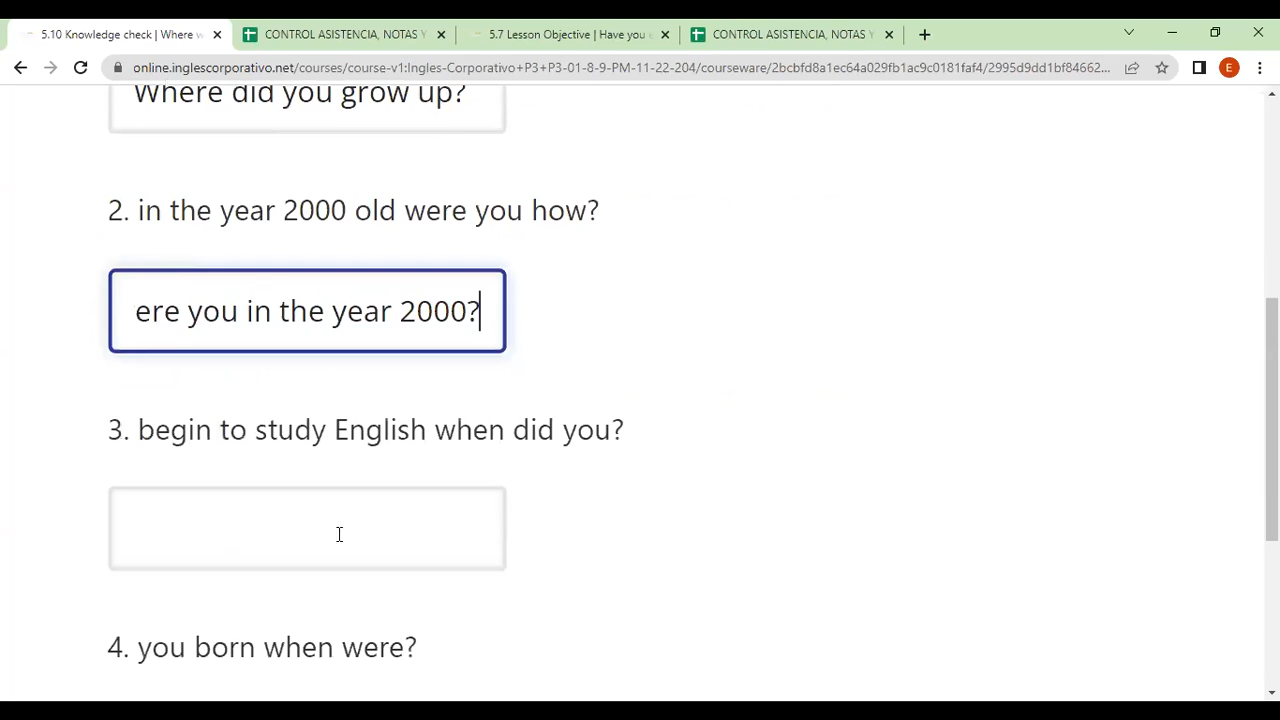 5.10 Knowledge check | Where w
CONTROL ASISTENCIA, NOTAS Y
5.7 Lesson Objective | Have you e
CONTROL ASISTENCIA, NOTAS Y
online.inglescorporativo.net/courses/course-v1:Ingles-Corporativo+P3+P3-01-8-9-PM-11-22-204/courseware/2bcbfd8a1ec64a029fb1ac9c0181faf4/2995d9dd1bf84662...
E
Where did you grow up?
2. in the year 2000 old were you how?
ere you in the year 2000?
3. begin to study English when did you?
4. you born when were?